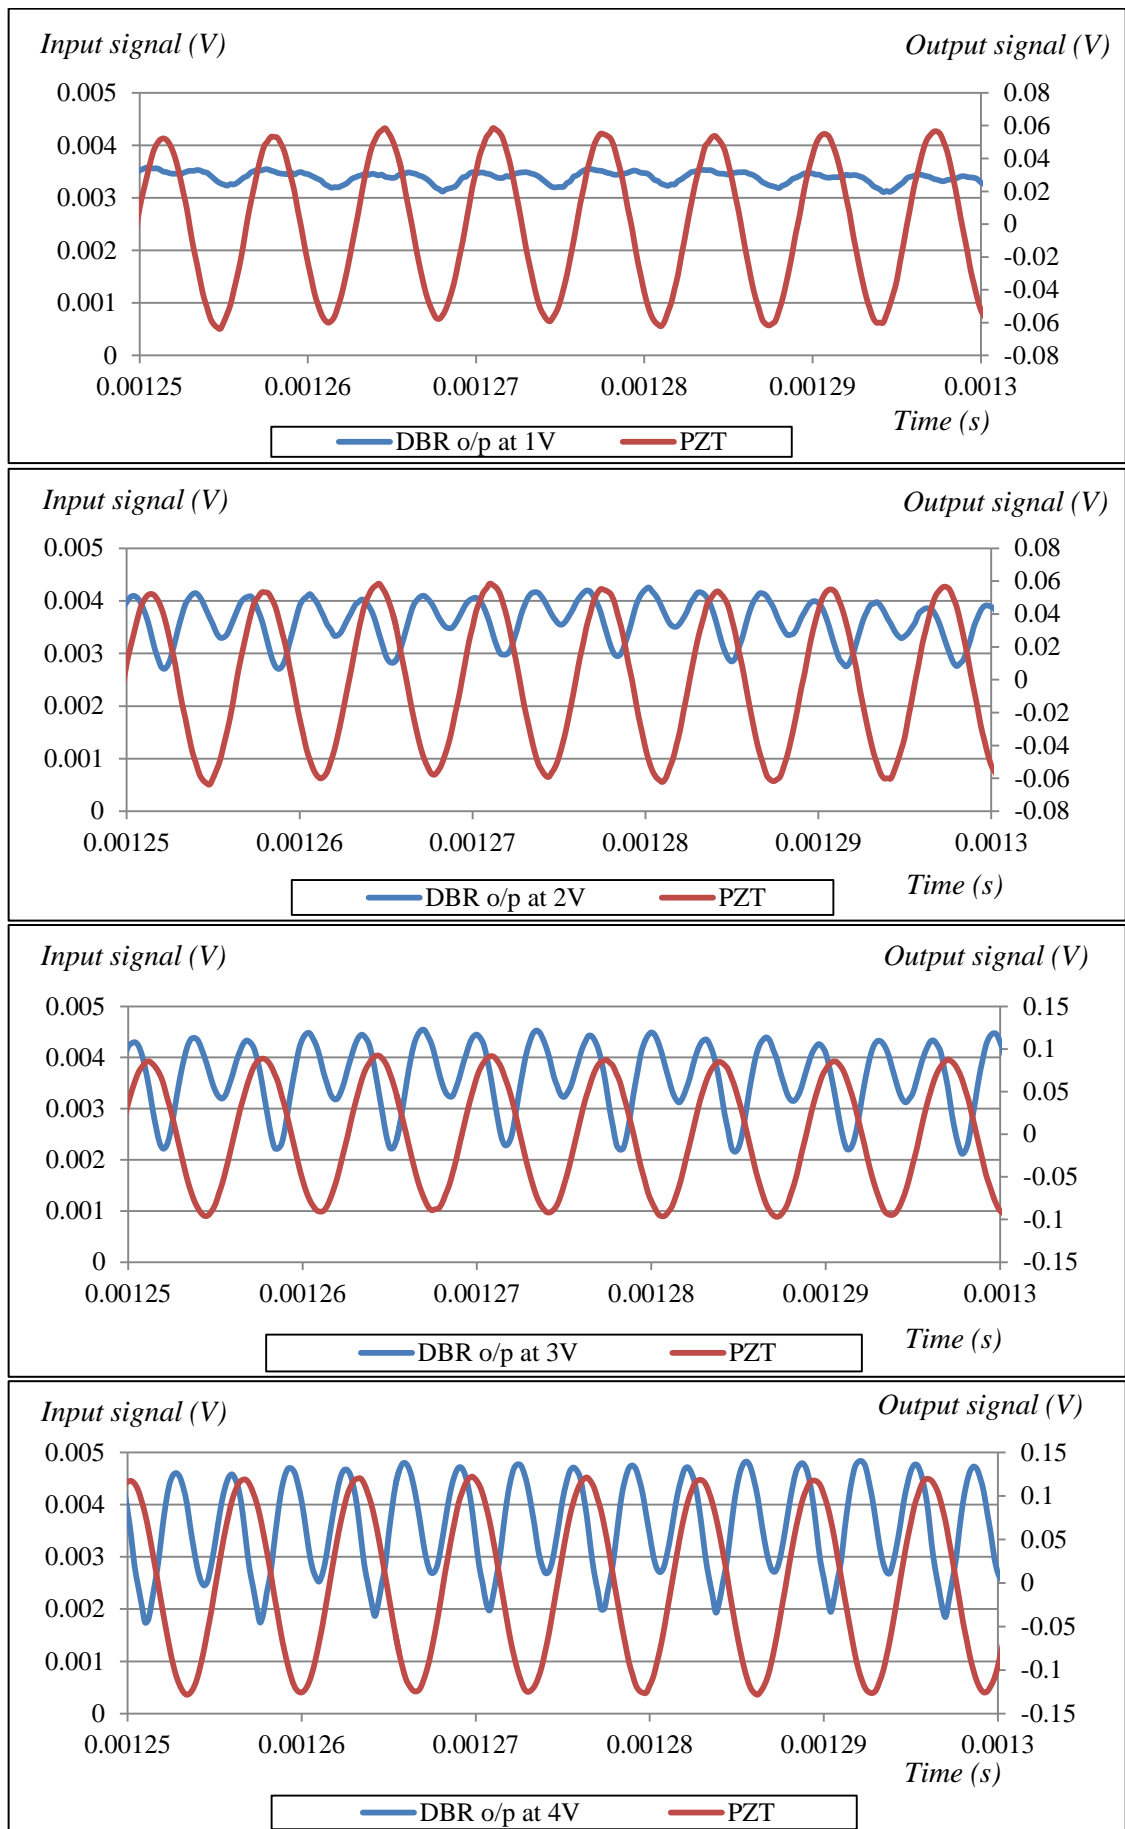 Input signal (V) Output signal (V)
0.005 0.08
0.06
0.004 0.04
0.003 0.02
0
0.002 -0.02
0.001 -0.04
-0.06
0 -0.08
0.00125 0.00126 0.00127 0.00128 0.00129 0.0013
Time (s)
DBR o/p at 1V PZT
Input signal (V) Output signal (V)
0.005 0.08
0.06
0.004 0.04
0.003 0.02
0
0.002 -0.02
0.001 -0.04
-0.06
0 -0.08
0.00125 0.00126 0.00127 0.00128 0.00129 0.0013
Time (s)
DBR o/p at 2V PZT
Input signal (V) Output signal (V)
0.005 0.15
0.004 0.1
0.003 0.05
0
0.002 -0.05
0.001 -0.1
0 -0.15
0.00125 0.00126 0.00127 0.00128 0.00129 0.0013
Time (s)
DBR o/p at 3V PZT
Input signal (V) Output signal (V)
0.005 0.15
0.004 0.1
0.003 0.05
0
0.002 -0.05
0.001 -0.1
0 -0.15
0.00125 0.00126 0.00127 0.00128 0.00129 0.0013
Time (s)
DBR o/p at 4V PZT